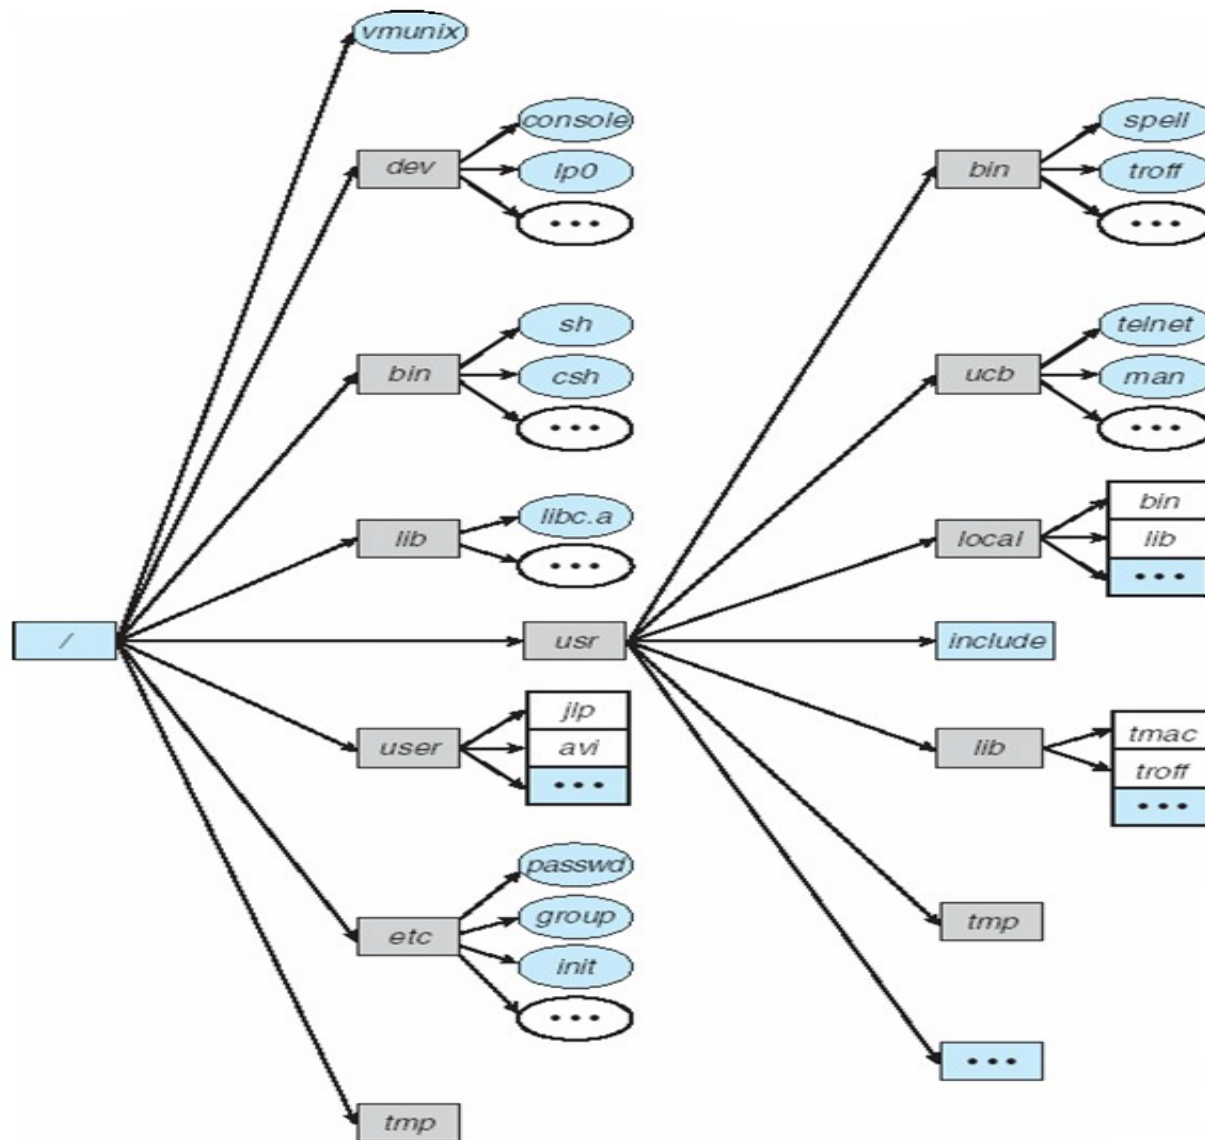 vmunix
console
dev
lp0
•••
sh
bin
csh
•••
libc.a
lib
•••
/
usr
jlp
user
avi
•••
passwd
group
etc
init
•••
tmp
spell
bin
troff
•••
telnet
ucb
man
•••
bin
local
lib
•••
include
tmac
lib
troff
•••
tmp
•••